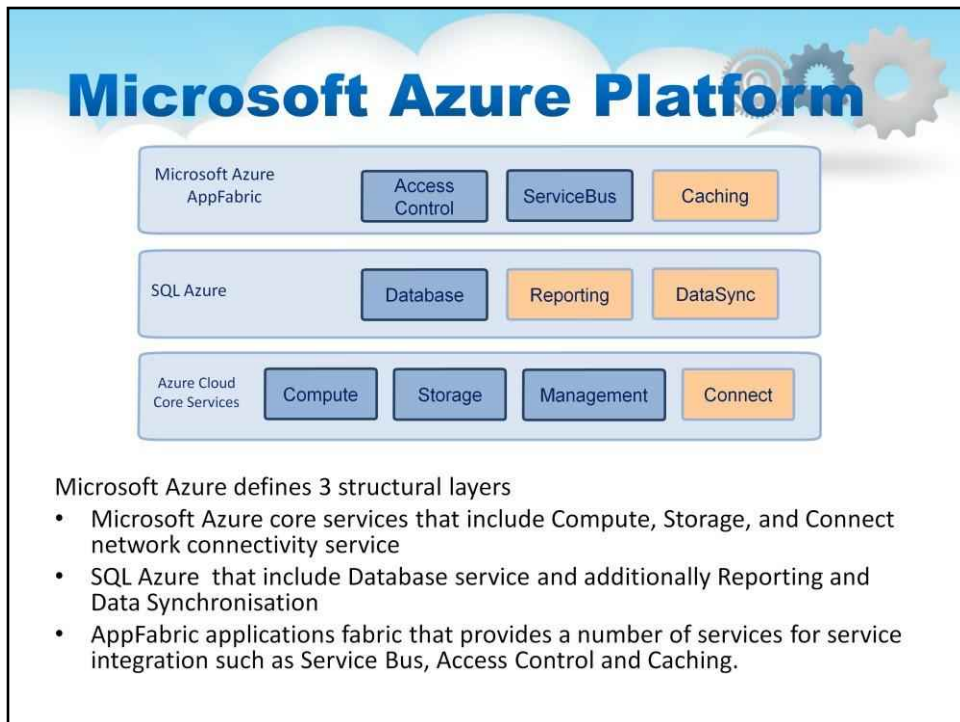 Microsoft Azure Platform
Microsoft Azure
AppFabric
Access
Control
ServiceBus
Caching
SQL Azure
Database
Reporting
DataSync
Azure Cloud
Core Services
Compute
Storage
Management
Connect
Microsoft Azure defines 3 structural layers
• Microsoft Azure core services that include Compute, Storage, and Connect
network connectivity service
• SQL Azure that include Database service and additionally Reporting and
Data Synchronisation
• AppFabric applications fabric that provides a number of services for service
integration such as Service Bus, Access Control and Caching.